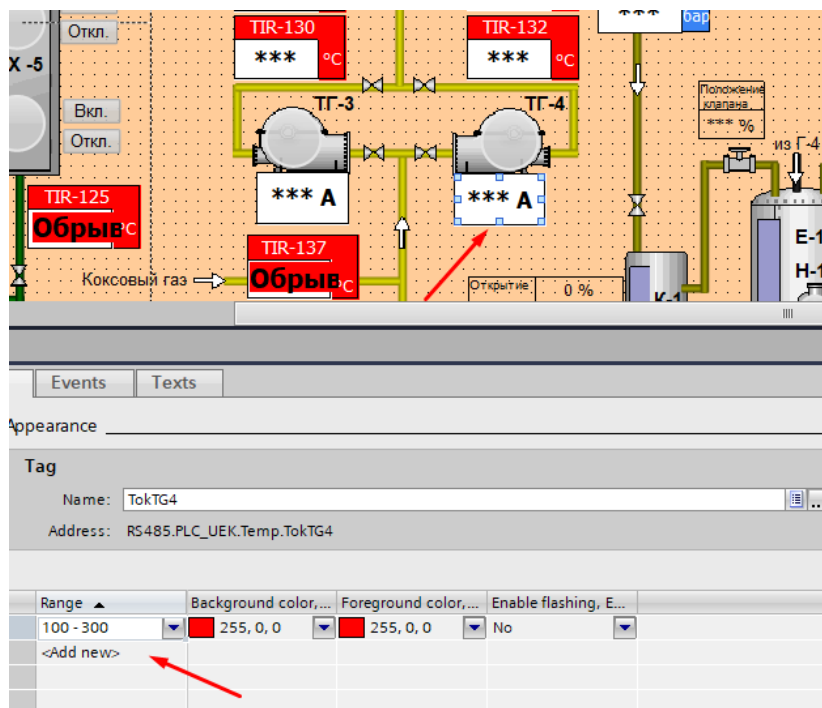 Откл.
TIR-130
*** °C
TIR-132
*** °C
*** бар
X -5
Вкл.
Откл.
ТГ-3
ТГ-4
Положение
клапана
*** %
из Г-4
TIR-125
Обрыв °C
*** A
*** A
TIR-137
Обрыв °C
Коксовый газ
Открытие
0 %
К-1
Е-1
Н-1
Events
Texts
Appearance
Tag
Name: TokTG4
Address: RS485.PLC_UEK.Temp.TokTG4
Range Background color,... Foreground color,... Enable flashing, E...
100 - 300 255, 0, 0 255, 0, 0 No
<Add new>